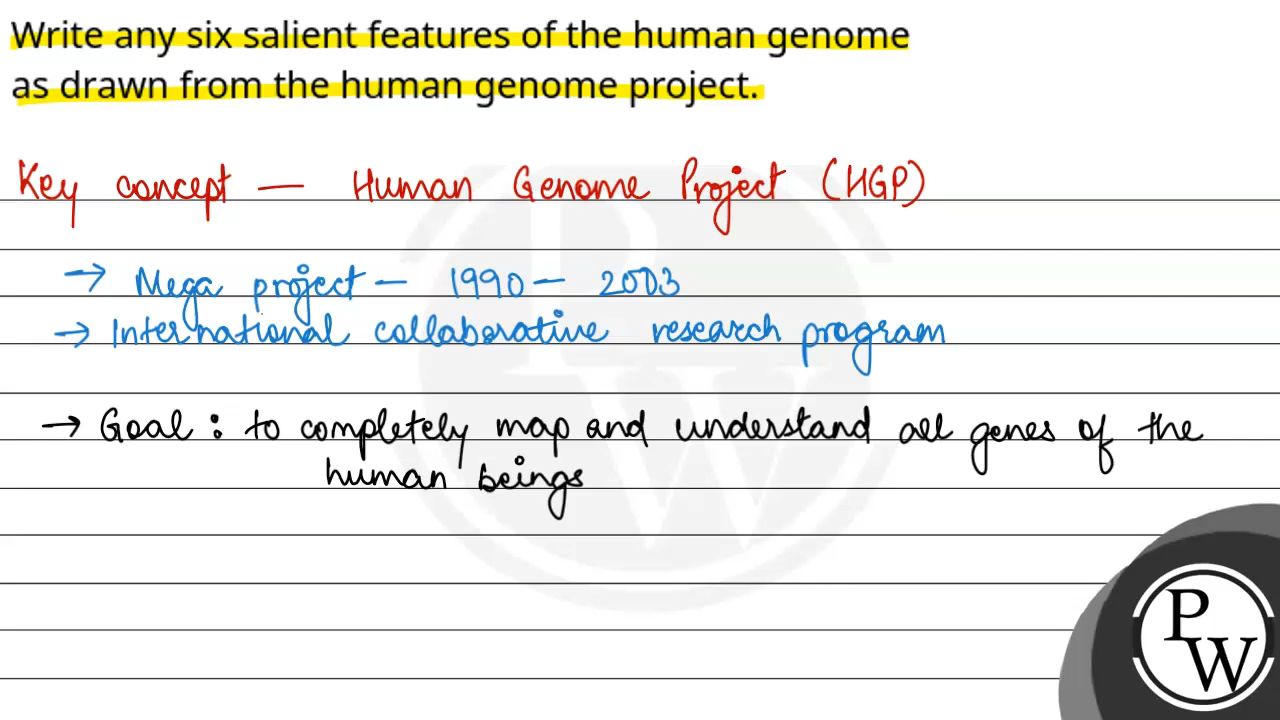 Write any six salient features of the human genome
as drawn from the human genome project.
Key concept — Human Genome Project (HGP)
→ Mega project — 1990 — 2003
→ International collaborative research program
→ Goal : to completely map and understand all genes of the
human beings
P
W
P
W